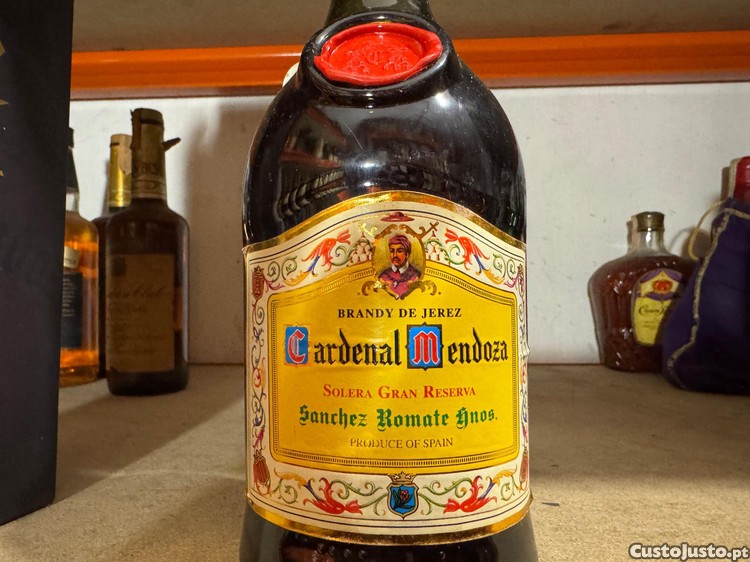 BRANDY DE JEREZ
Cardenal Mendoza
SOLERA GRAN RESERVA
Sanchez Romate Hnos.
PRODUCE OF SPAIN
CustoJusto.pt